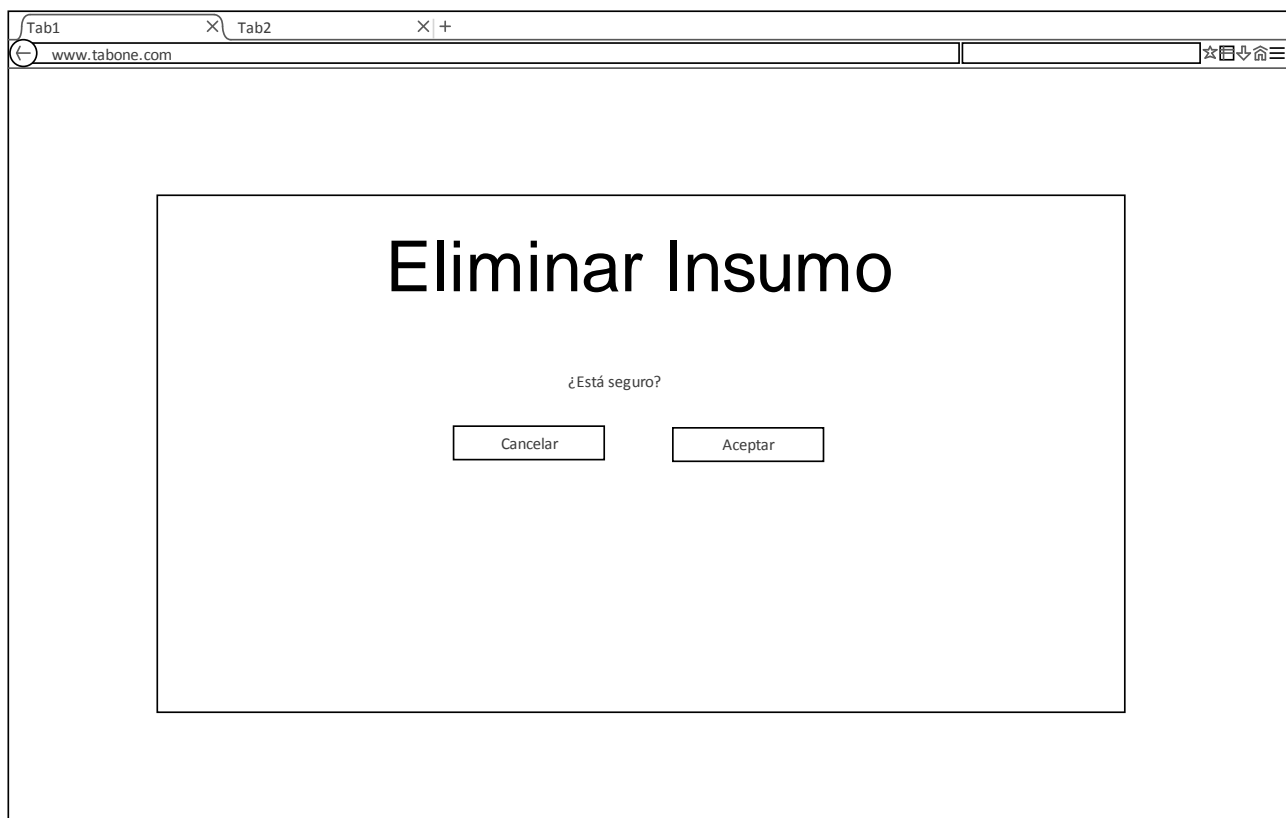 Tab1 Tab2
www.tabone.com
Eliminar Insumo
¿Está seguro?
Cancelar Aceptar